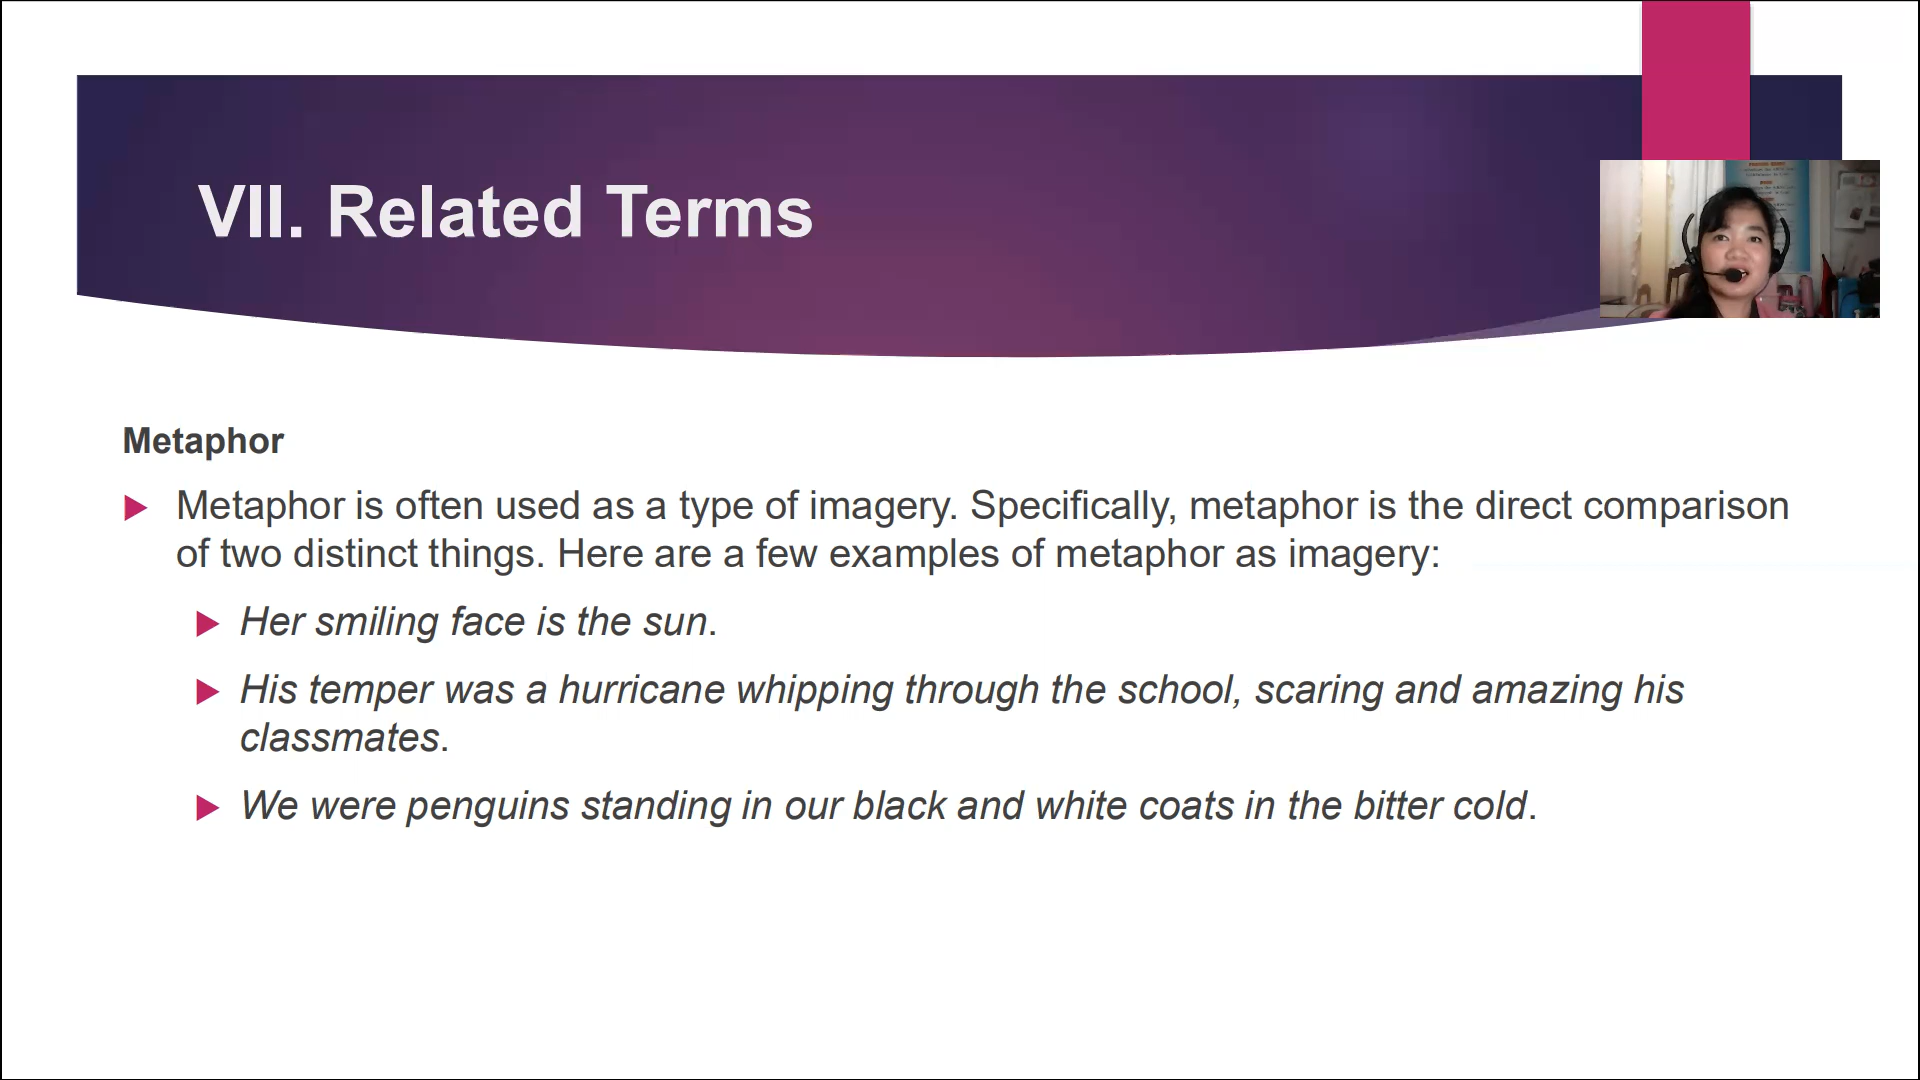 VII. Related Terms
Metaphor
Metaphor is often used as a type of imagery. Specifically, metaphor is the direct comparison
of two distinct things. Here are a few examples of metaphor as imagery:
Her smiling face is the sun.
His temper was a hurricane whipping through the school, scaring and amazing his
classmates.
We were penguins standing in our black and white coats in the bitter cold.